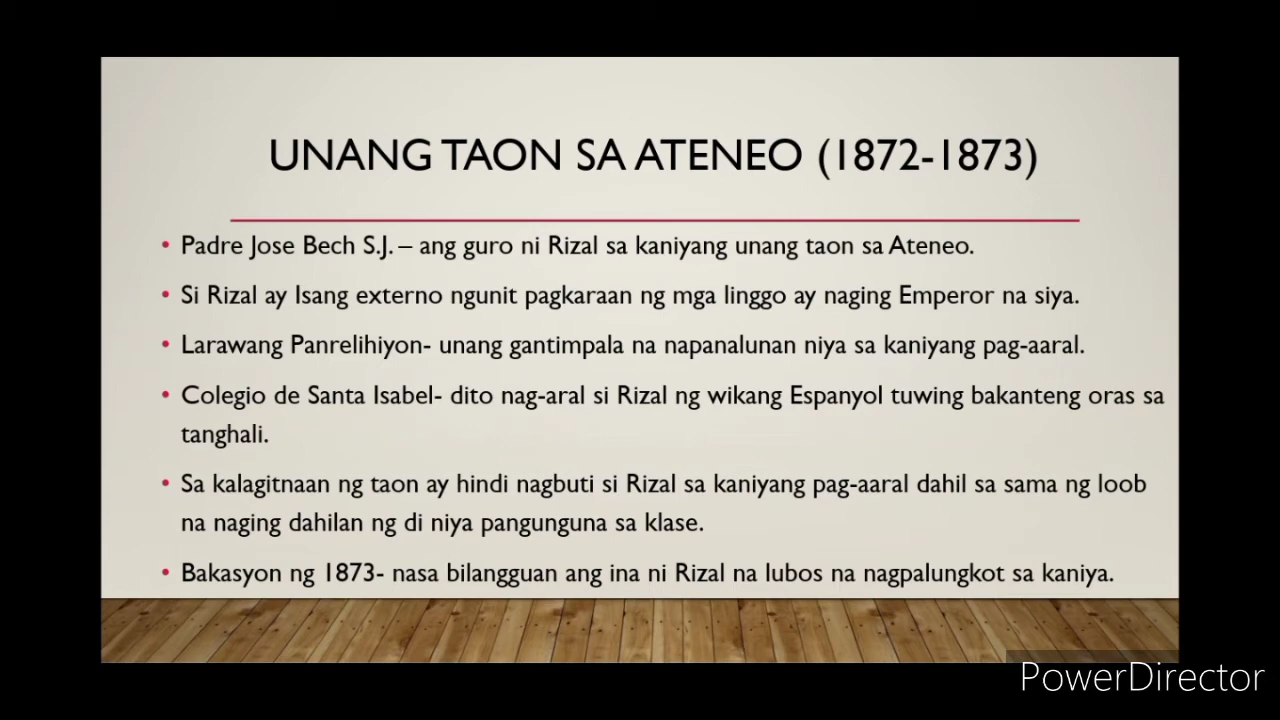 UNANG TAON SA ATENEO (1872-1873)
• Padre Jose Bech S.J. – ang guro ni Rizal sa kaniyang unang taon sa Ateneo.
• Si Rizal ay Isang externo ngunit pagkaraan ng mga linggo ay naging Emperor na siya.
• Larawang Panrelihiyon- unang gantimpala na napanalunan niya sa kaniyang pag-aaral.
• Colegio de Santa Isabel- dito nag-aral si Rizal ng wikang Espanyol tuwing bakanteng oras sa
tanghali.
• Sa kalagitnaan ng taon ay hindi nagbuti si Rizal sa kaniyang pag-aaral dahil sa sama ng loob
na naging dahilan ng di niya pangunguna sa klase.
• Bakasyon ng 1873- nasa bilangguan ang ina ni Rizal na lubos na nagpalungkot sa kaniya.
PowerDirector